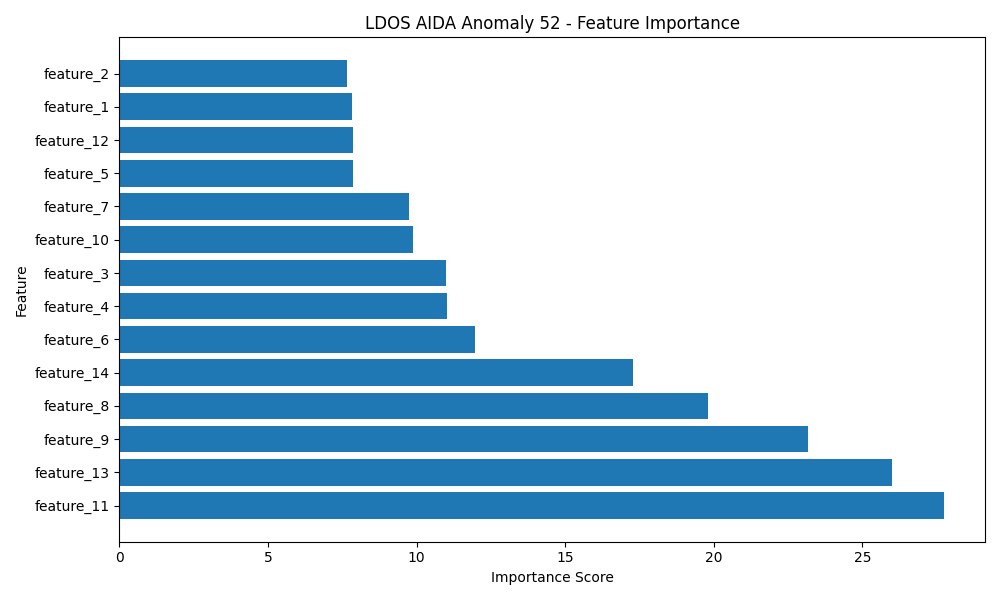 LDOS AIDA Anomaly 52 - Feature Importance
Feature
feature_2
feature_1
feature_12
feature_5
feature_7
feature_10
feature_3
feature_4
feature_6
feature_14
feature_8
feature_9
feature_13
feature_11
0 5 10 15 20 25
Importance Score